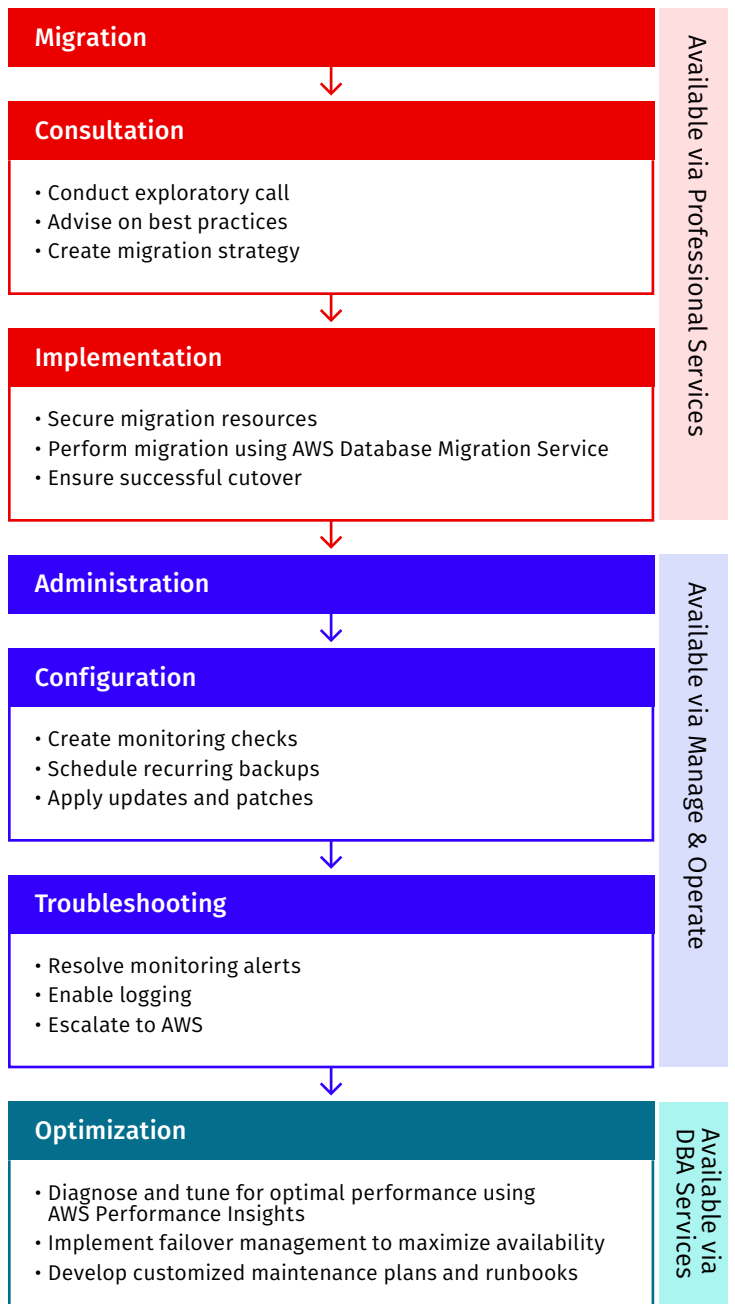 Migration
Consultation
• Conduct exploratory call
• Advise on best practices
• Create migration strategy
Implementation
• Secure migration resources
• Perform migration using AWS Database Migration Service
• Ensure successful cutover
Available via Professional Services
Administration
Configuration
• Create monitoring checks
• Schedule recurring backups
• Apply updates and patches
Troubleshooting
• Resolve monitoring alerts
• Enable logging
• Escalate to AWS
Available via Manage & Operate
Optimization
• Diagnose and tune for optimal performance using
AWS Performance Insights
• Implement failover management to maximize availability
• Develop customized maintenance plans and runbooks
Available via
DBA Services